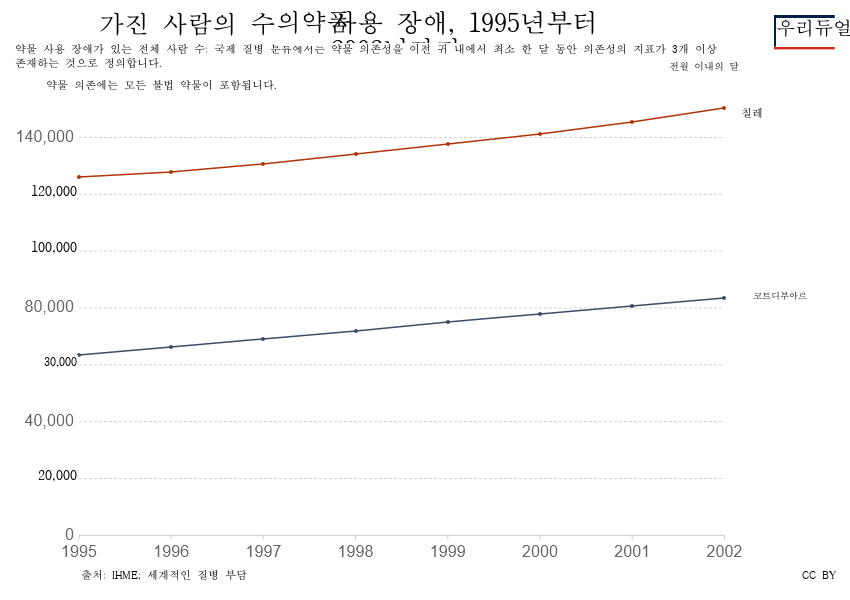 가진 사람의 수의약품사용 장애, 1995년부터
우리듀얼
약물 사용 장애가 있는 전체 사람 수: 국제 질병 분류에서는 약물 의존성을 이전 귀 내에서 최소 한 달 동안 의존성의 지표가 3개 이상
존재하는 것으로 정의합니다.
전월 이내의 달
약물 의존에는 모든 불법 약물이 포함됩니다.
칠레
140,000
120,000
100,000
코트디부아르
80,000
30,000
40,000
20,000
0
1995 1996 1997 1998 1999 2000 2001 2002
출처: IHME; 세계적인 질병 부담
CC BY